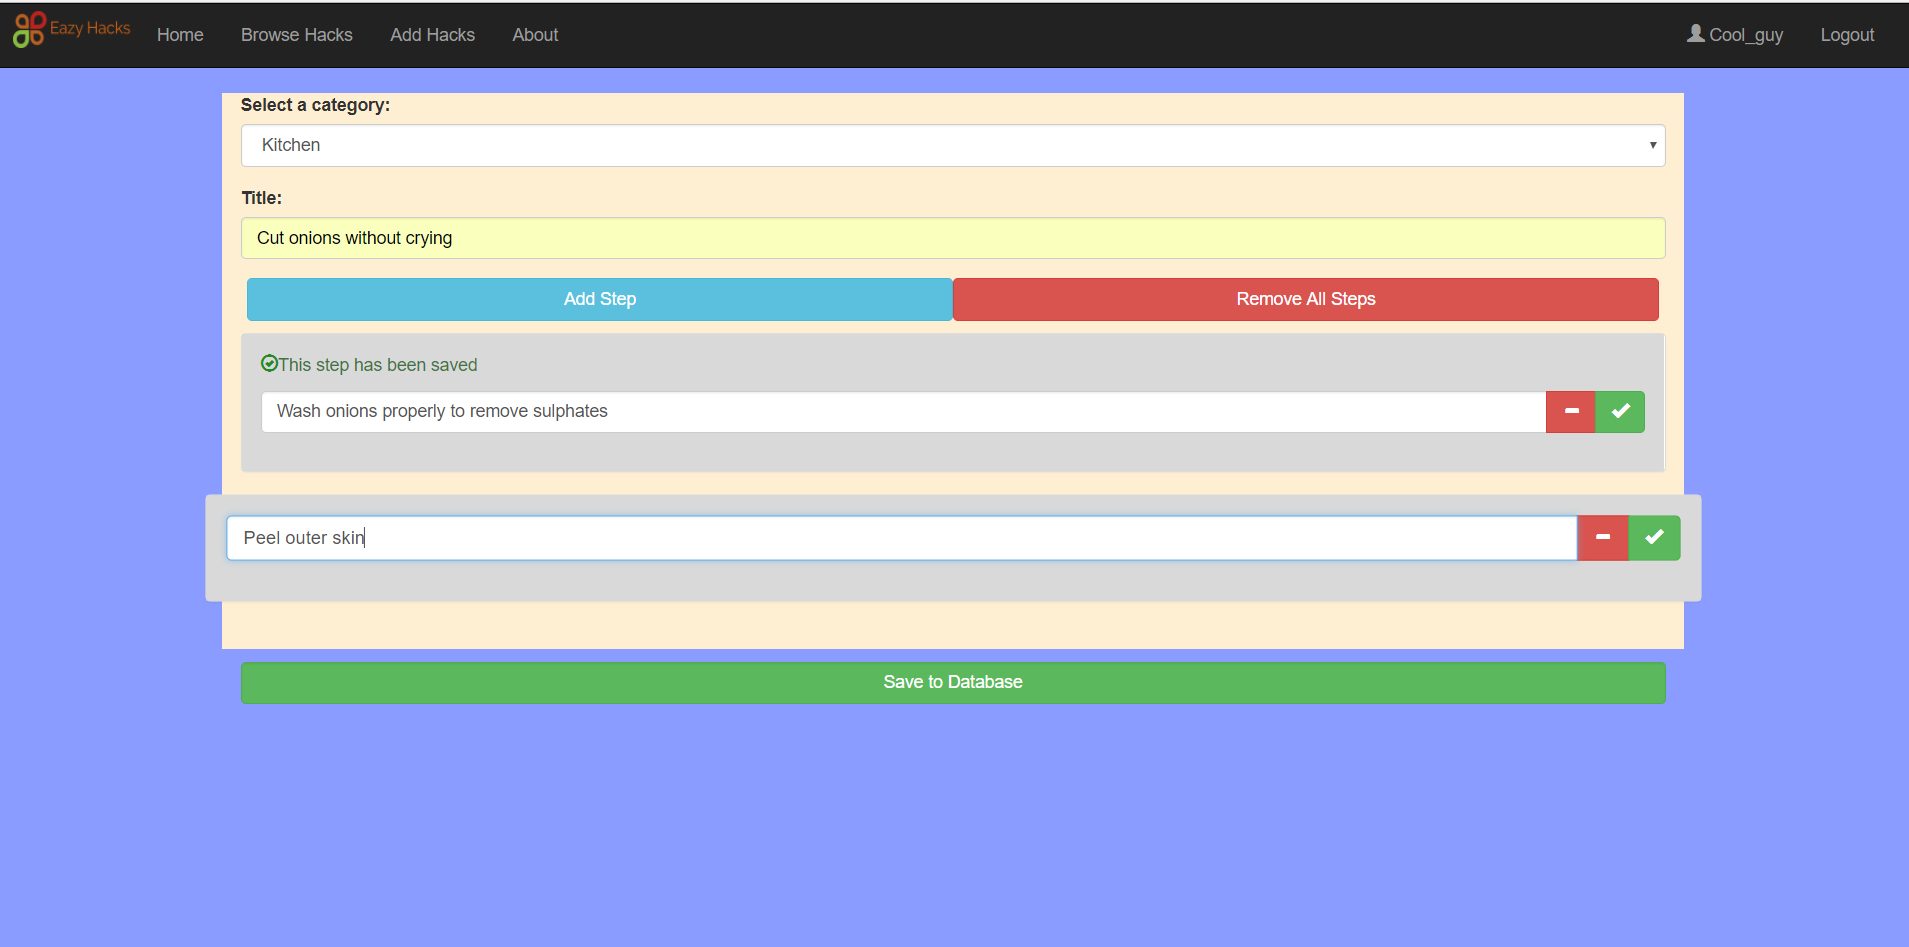 Eazy Hacks Home Browse Hacks Add Hacks About Cool_guy Logout
Select a category:
Kitchen
Title:
Cut onions without crying
Add Step Remove All Steps
This step has been saved
Wash onions properly to remove sulphates
Peel outer skin
Save to Database